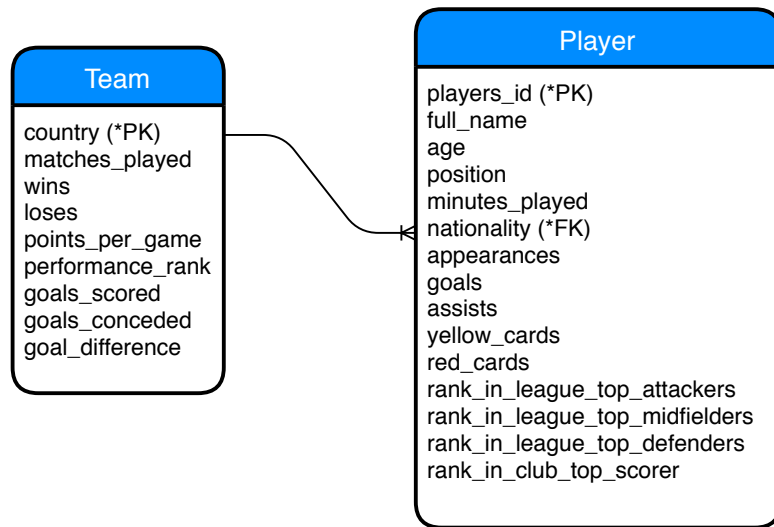 Team
country (*PK)
matches_played
wins
loses
points_per_game
performance_rank
goals_scored
goals_conceded
goal_difference
Player
players_id (*PK)
full_name
age
position
minutes_played
nationality (*FK)
appearances
goals
assists
yellow_cards
red_cards
rank_in_league_top_attackers
rank_in_league_top_midfielders
rank_in_league_top_defenders
rank_in_club_top_scorer